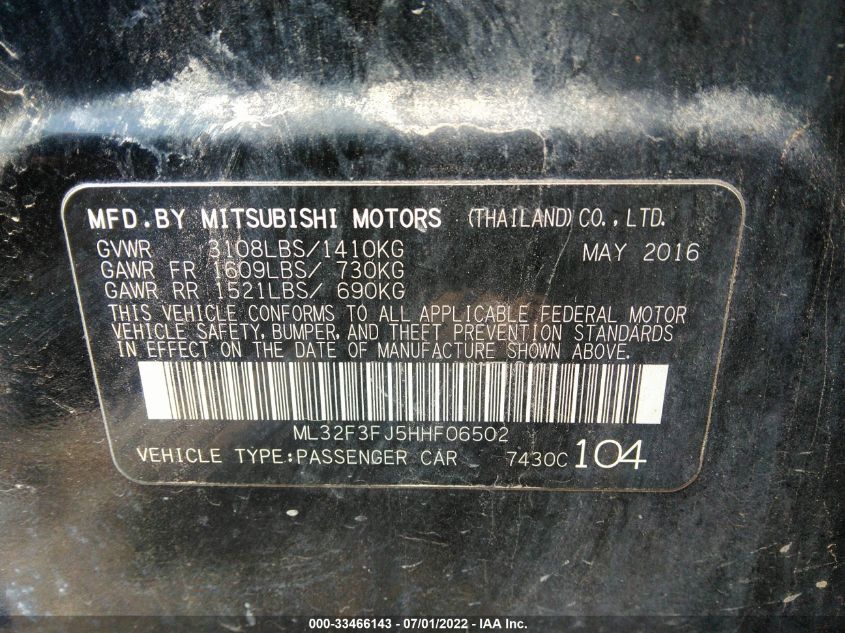 MFD.BY MITSUBISHI MOTORS (THAILAND)CO.,LTD.
GVWR 3108LBS/1410KG MAY 2016
GAWR FR 1609LBS/ 730KG
GAWR RR 1521LBS/ 690KG
THIS VEHICLE CONFORMS TO ALL APPLICABLE FEDERAL MOTOR
VEHICLE SAFETY, BUMPER, AND THEFT PREVENTION STANDARDS
IN EFFECT ON THE DATE OF MANUFACTURE SHOWN ABOVE.
ML32F3FJ5HHF06502
VEHICLE TYPE:PASSENGER CAR 7430C 104
000-33466143 - 07/01/2022 - IAA Inc.